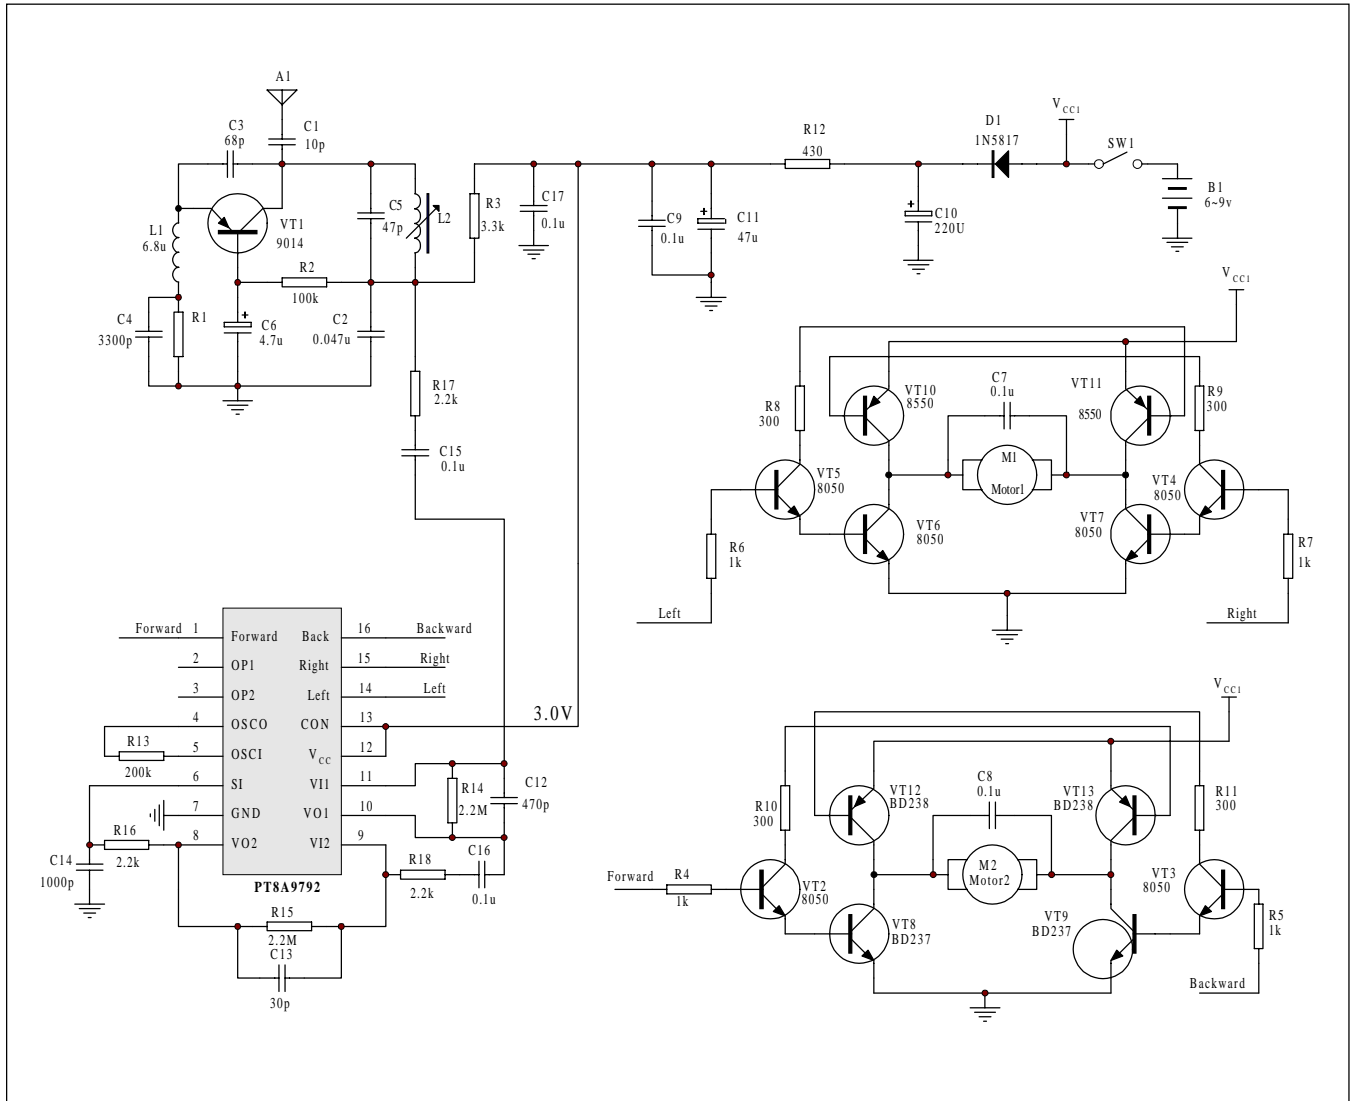 A1
C3
68p
C1
10p
VT1
9014
L1
6.8u
R2
100k
C5
47p
L2
R3
3.3k
C17
0.1u
C9
0.1u
+
C11
47u
R12
430
+
C10
220U
D1
1N5817
VCC1
SW1
B1
6~9v
C4
3300p
R1
+
C6
4.7u
C2
0.047u
R17
2.2k
C15
0.1u
VCC1
R8
300
VT10
8550
C7
0.1u
VT11
8550
R9
300
M1
Motor1
VT5
8050
VT4
8050
VT6
8050
VT7
8050
R6
1k
R7
1k
Left
Right
Forward 1 Forward Back 16 Backward
2 OP1 Right 15 Right
3 OP2 Left 14 Left
4 OSCO CON 13
5 OSCI VCC 12
6 SI VI1 11
7 GND VO1 10
8 VO2 VI2 9
PT8A9792
3.0V
R13
200k
R14
2.2M
C12
470p
R16
2.2k
C14
1000p
R18
2.2k
C16
0.1u
R15
2.2M
C13
30p
VCC1
R10
300
VT12
BD238
C8
0.1u
VT13
BD238
R11
300
M2
Motor2
Forward
R4
1k
VT2
8050
VT3
8050
VT8
BD237
VT9
BD237
R5
1k
Backward